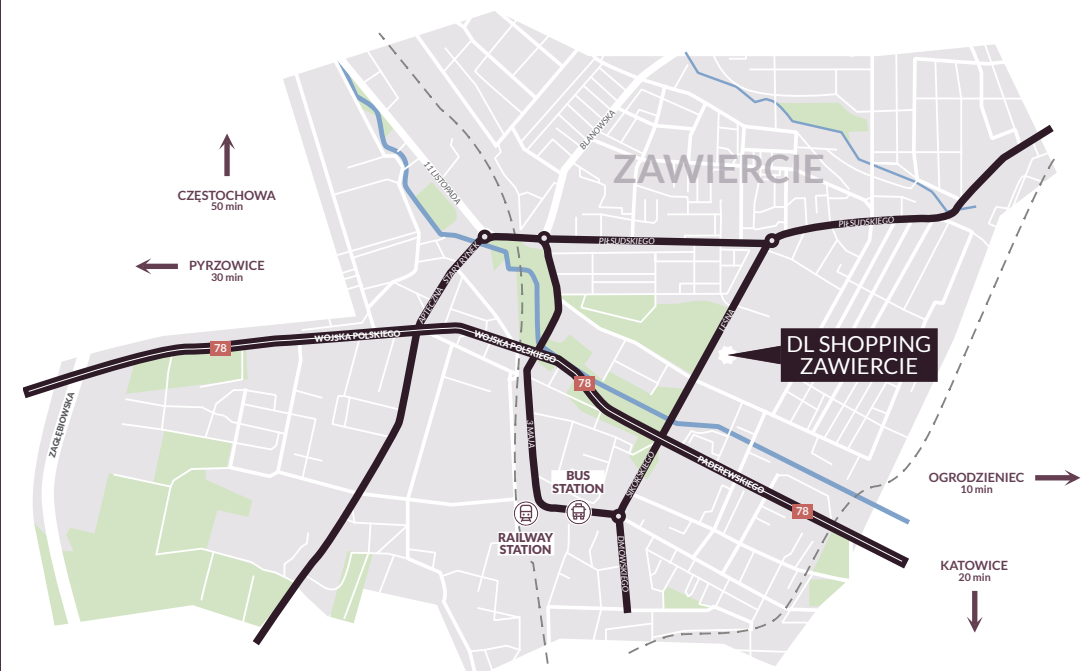 BLANOWSKA
ZAWIERCIE
11 LISTOPADA
CZĘSTOCHOWA
50 min
PIŁSUDSKIEGO
PIŁSUDSKIEGO
PYRZOWICE
30 min
APTECZNA
STARY RYNEK
LEŚNA
WOJSKA POLSKIEGO
WOJSKA POLSKIEGO
78
DL SHOPPING
ZAWIERCIE
78
ZAGŁĘBIOWSKA
3 MAJA
PADEREWSKIEGO
BUS
STATION
SIKORSKIEGO
OGRODZIENIEC
10 min
78
RAILWAY
STATION
DMOWSKIEGO
KATOWICE
20 min